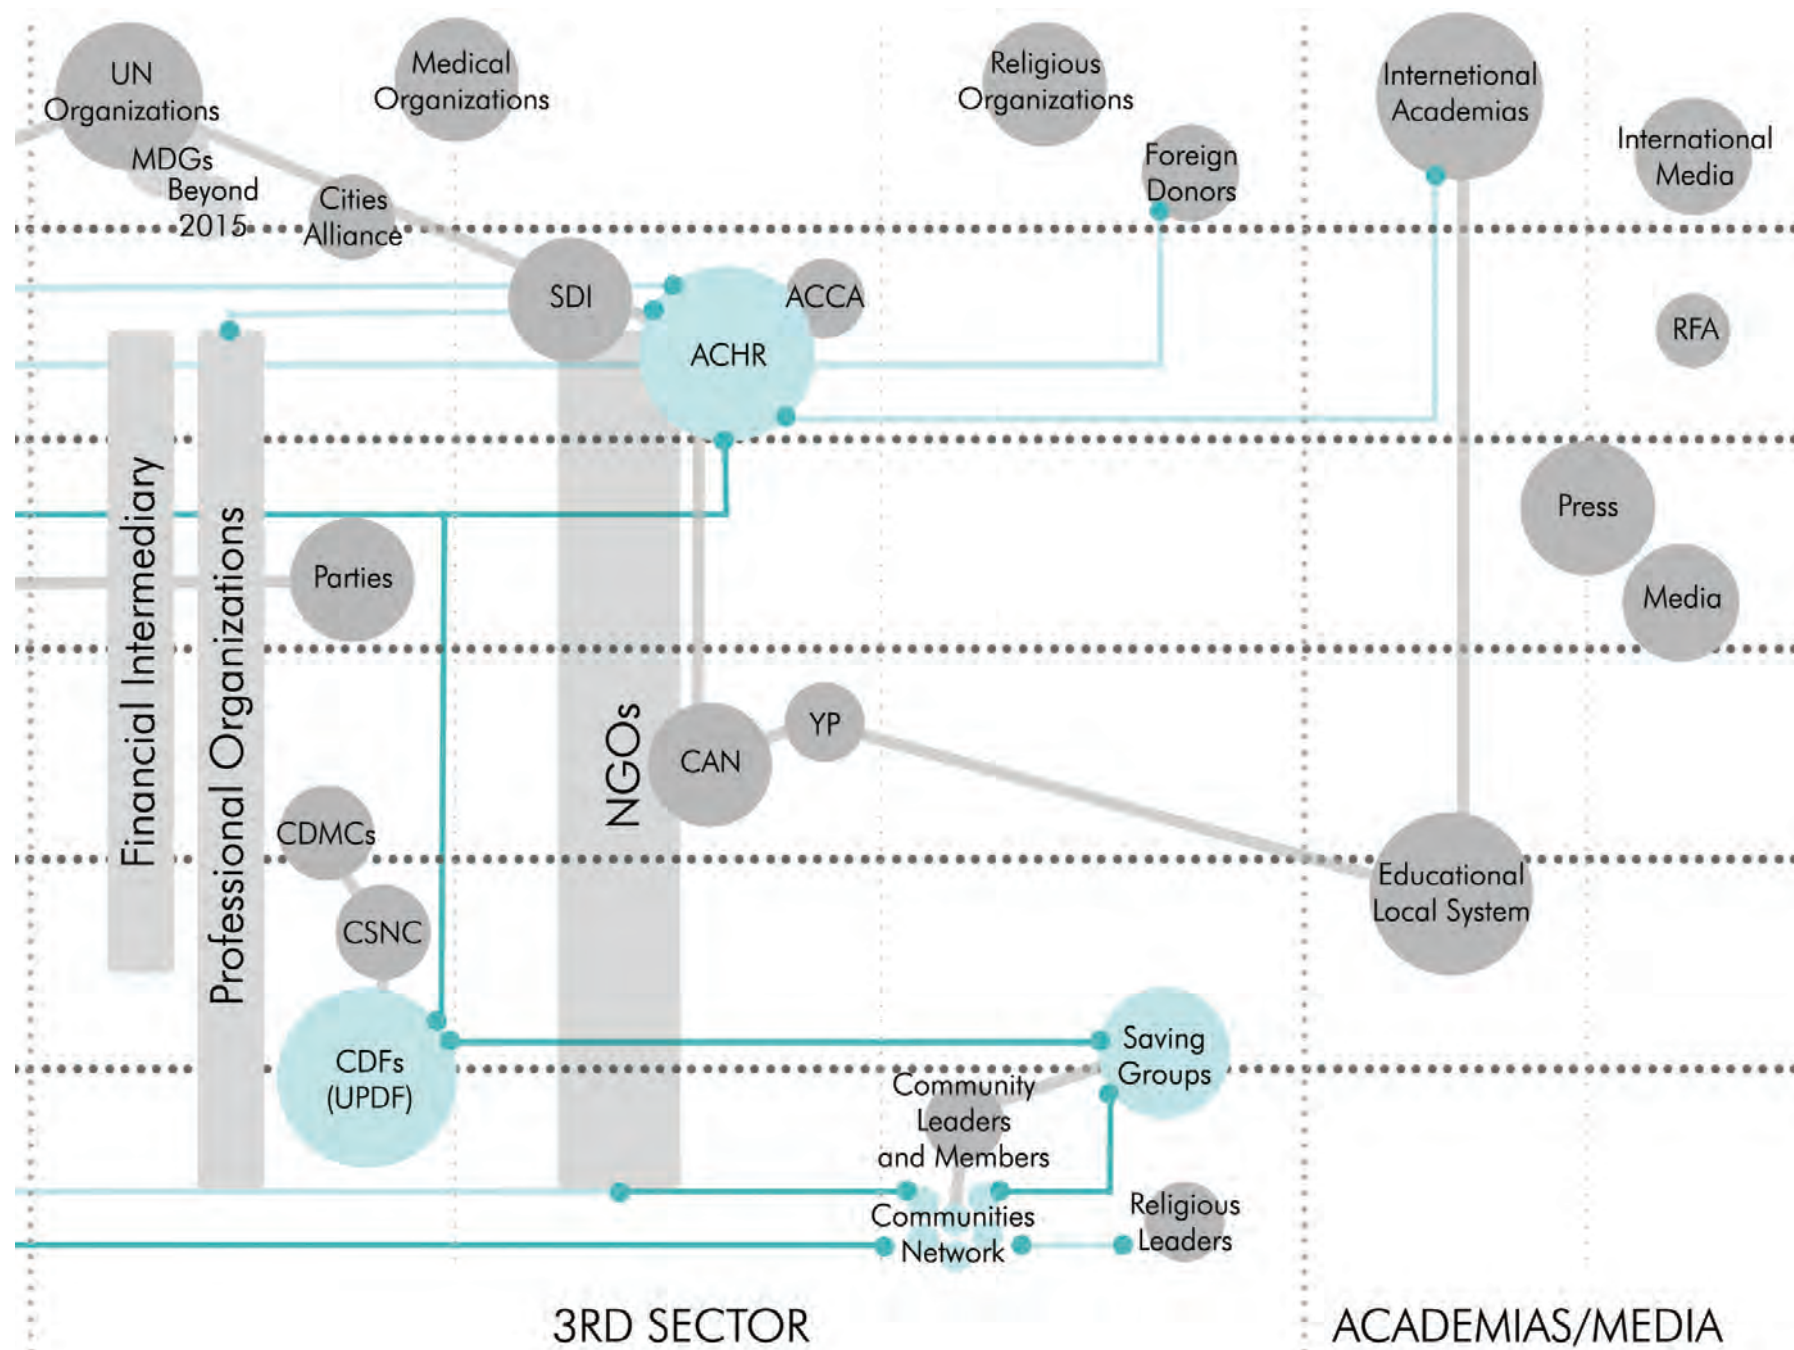 UN
Organizations
MDGs
Beyond
2015
Medical
Organizations
Cities
Alliance
Religious
Organizations
Foreign
Donors
Internetional
Academias
International
Media
SDI
ACHR
ACCA
RFA
Financial Intermediary
Professional Organizations
Parties
NGOs
Press
Media
CAN
YP
CDMCs
CSNC
Educational
Local System
CDFs
(UPDF)
Saving
Groups
Community
Leaders
and Members
Communities
Network
Religious
Leaders
3RD SECTOR
ACADEMIAS/MEDIA